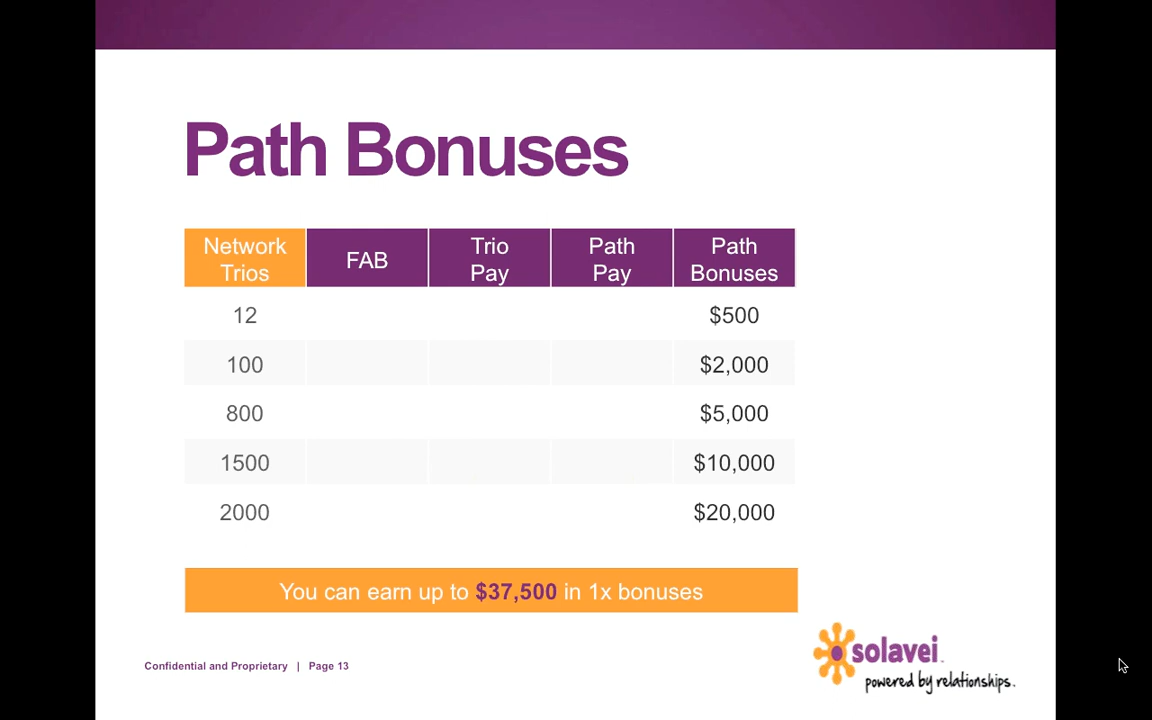 Path Bonuses
Network Trios FAB Trio Pay Path Pay Path Bonuses
12 $500
100 $2,000
800 $5,000
1500 $10,000
2000 $20,000
You can earn up to $37,500 in 1x bonuses
Confidential and Proprietary | Page 13
solavei
powered by relationships.